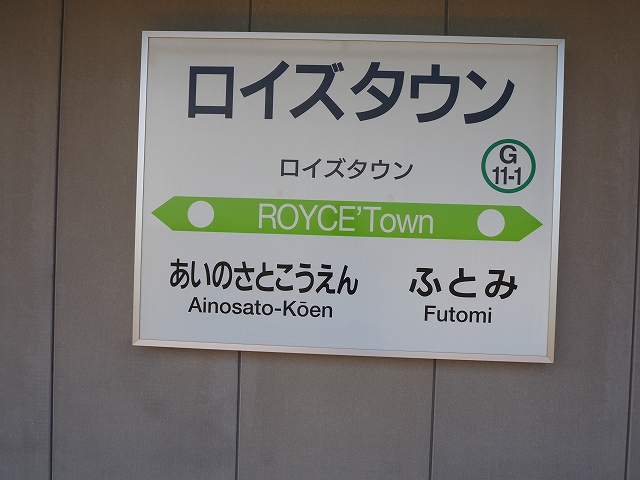 ロイズタウン
ロイズタウン
G
11-1
ROYCE'Town
あいのさとこうえん ふとみ
Ainosato-Kōen Futomi